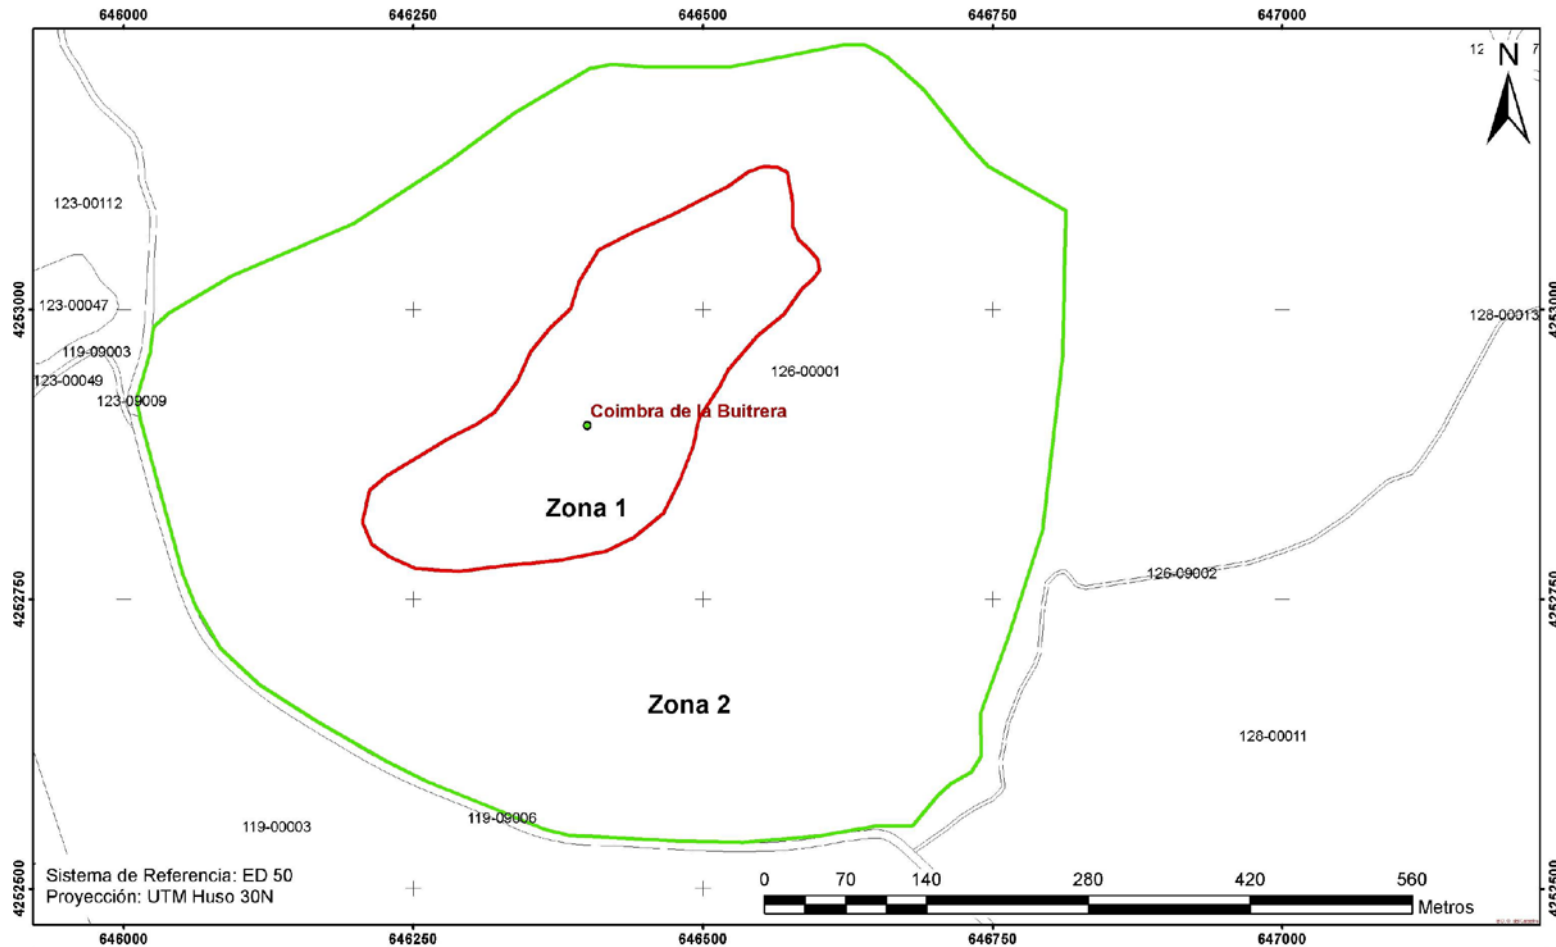 646000 646250 646500 646750 647000
N
123-00112
4253000 4253000
123-00047
128-00013
119-09003
123-00049
126-00001
123-09009
Coimbra de la Buitrera
Zona 1
126-09002
4252750 4252750
Zona 2
128-00011
119-09006
119-00003
Sistema de Referencia: ED 50
Proyección: UTM Huso 30N
0 70 140 280 420 560
Metros
4252500 4252500
646000 646250 646500 646750 647000